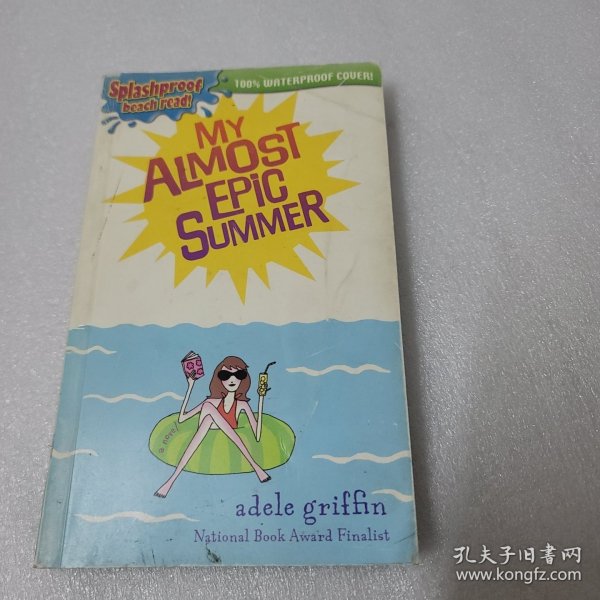 Splashproof
beach read!
100% WATERPROOF COVER!
MY
ALMOST
EPIC
SUMMER
a novel
adele griffin
National Book Award Finalist
孔夫子旧书网
www.kongfz.com